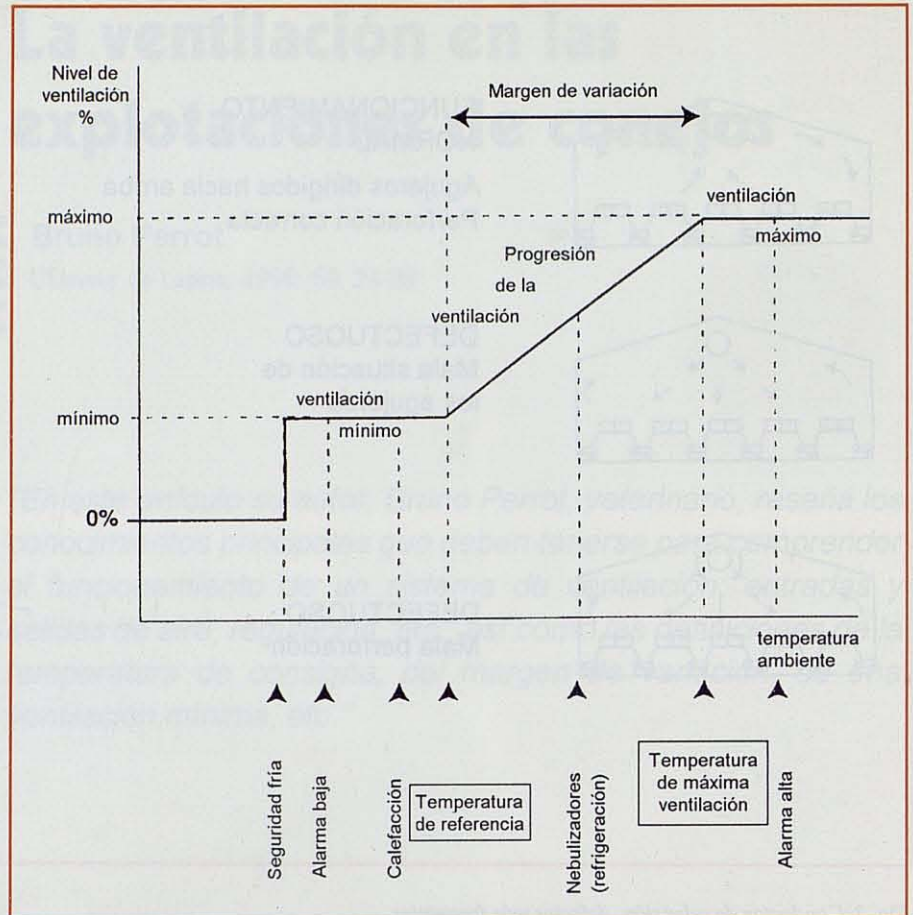 Nivel de
ventilación
%
Margen de variación
máximo
ventilación
máximo
Progresión
de la
ventilación
mínimo
ventilación
mínimo
0%
temperatura
ambiente
Seguridad fría
Alarma baja
Calefacción
Temperatura
de referencia
Nebulizadores
(refrigeración)
Temperatura
de máxima
ventilación
Alarma alta